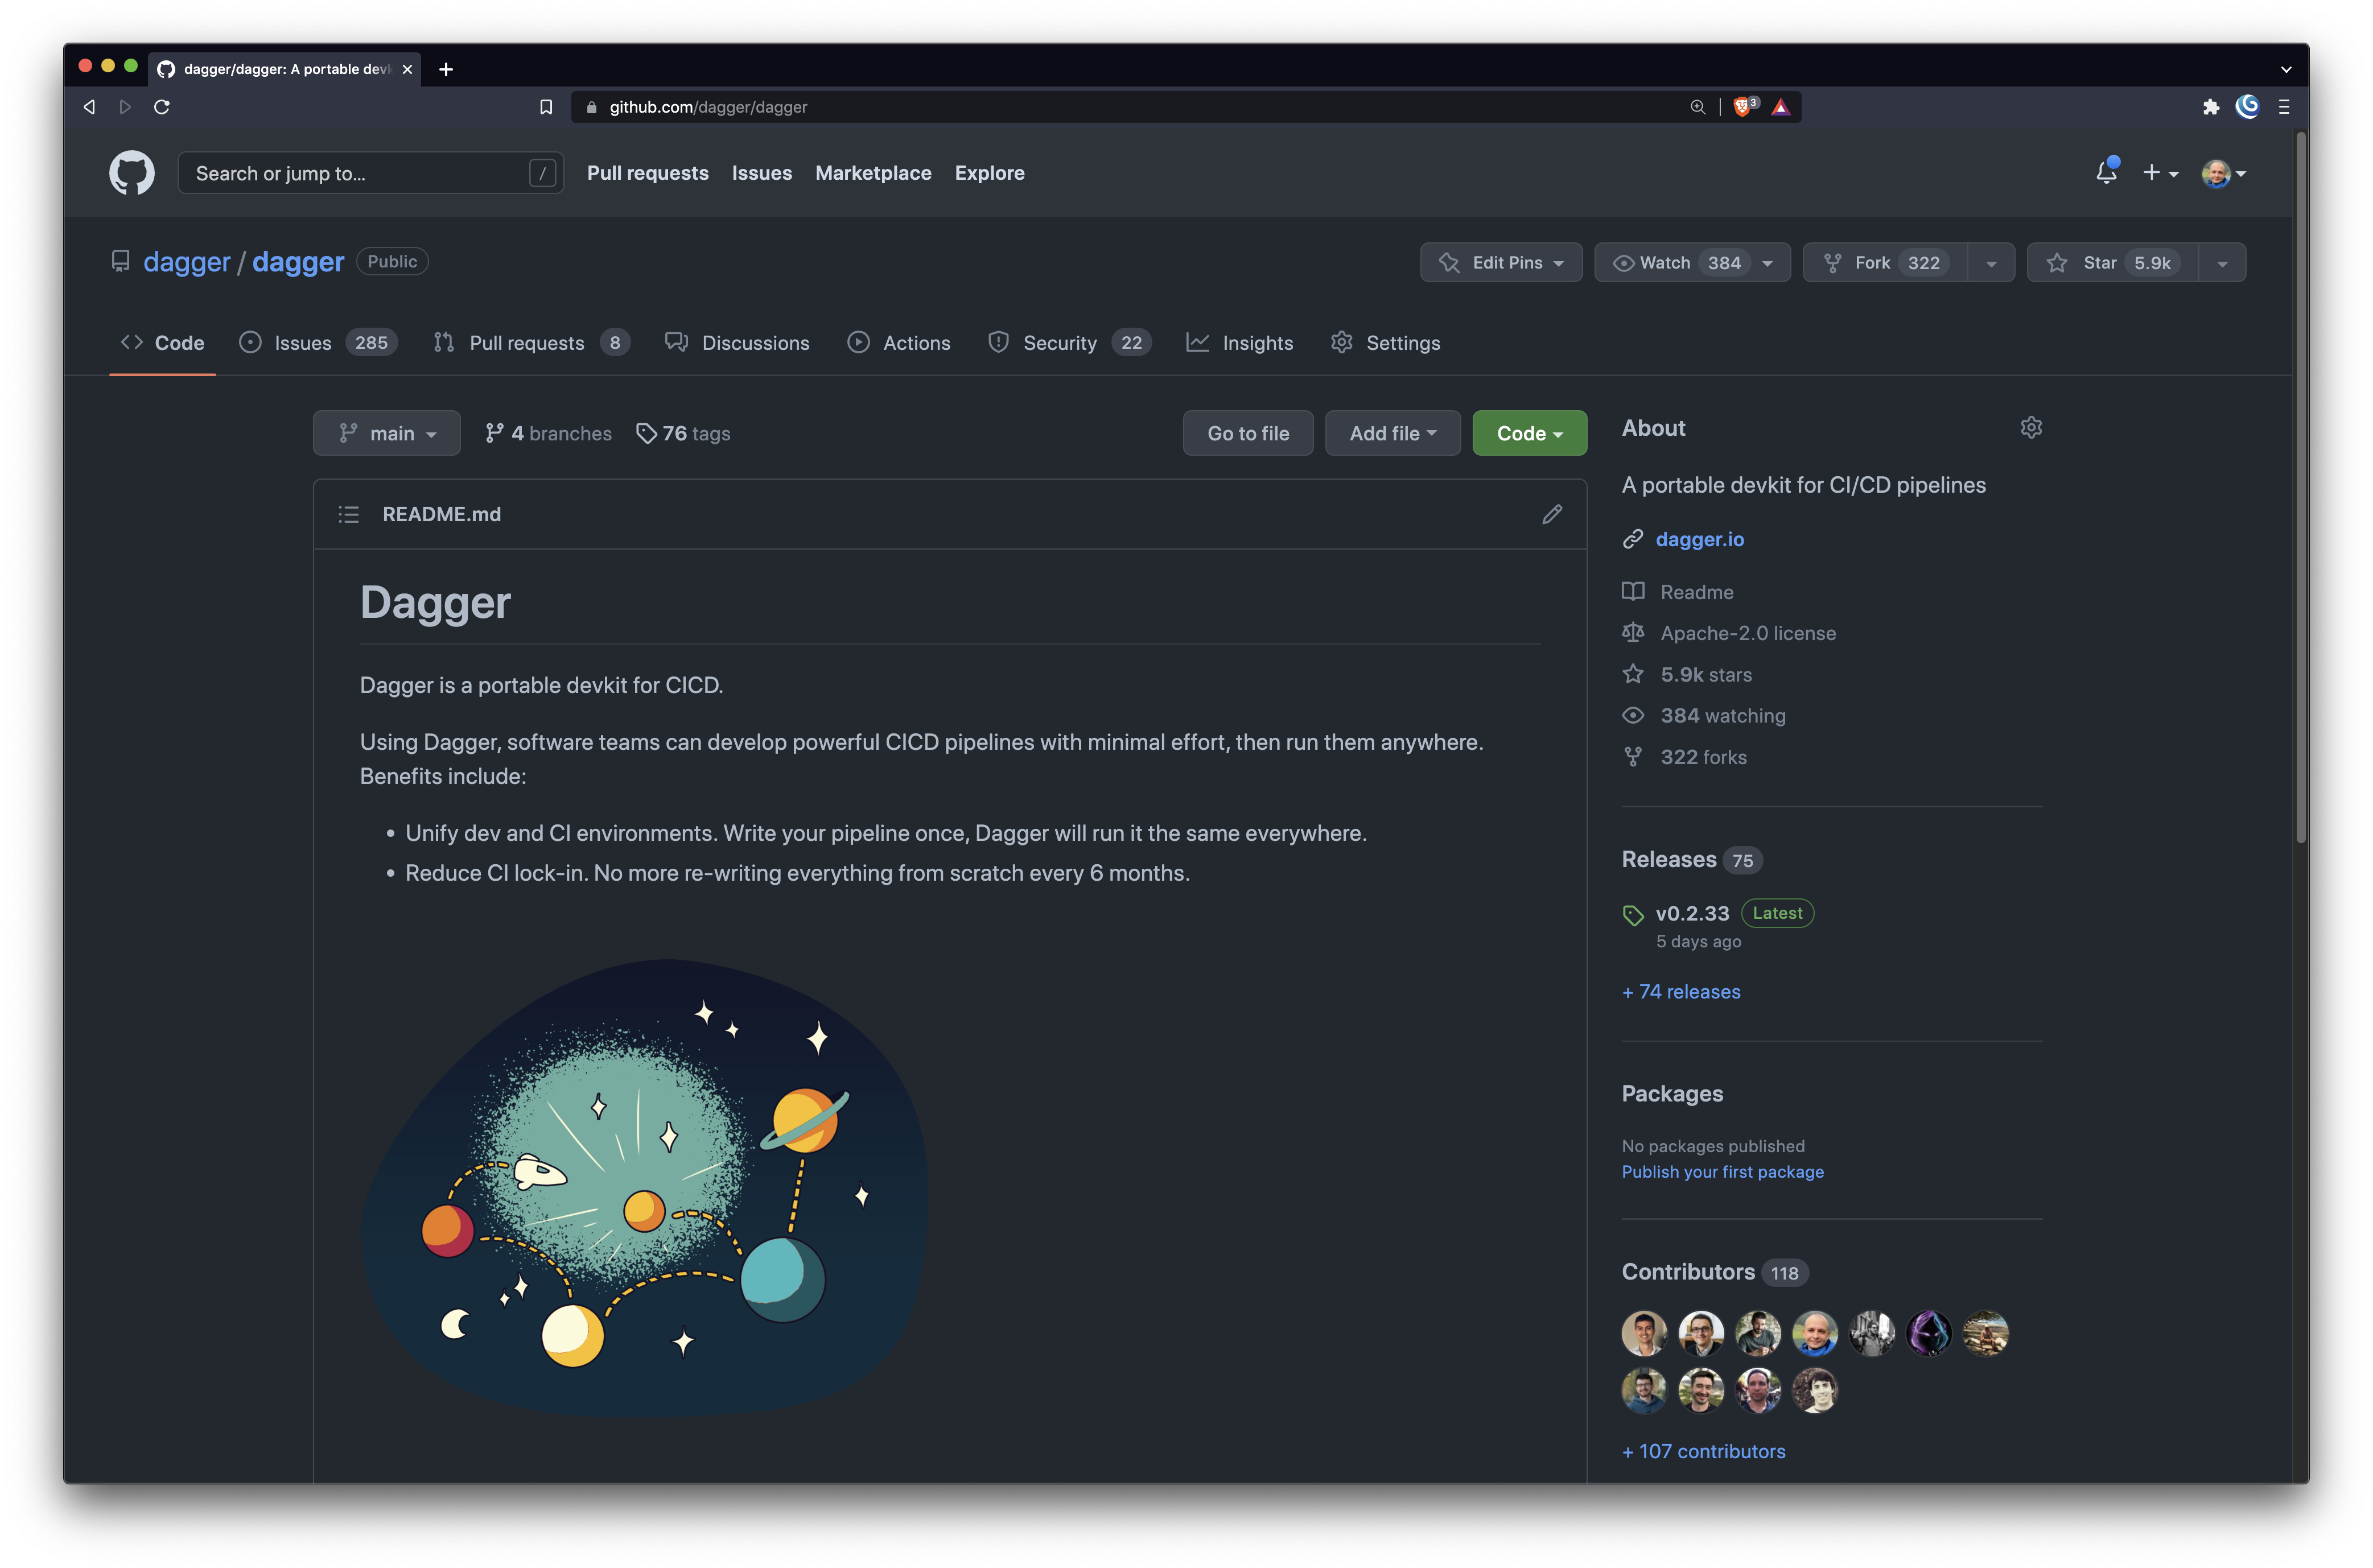 dagger/dagger: A portable devk
github.com/dagger/dagger
3
Search or jump to... /
Pull requests Issues Marketplace Explore
dagger / dagger Public
Edit Pins Watch 384 Fork 322 Star 5.9k
Code Issues 285 Pull requests 8 Discussions Actions Security 22 Insights Settings
main 4 branches 76 tags Go to file Add file Code
README.md
Dagger
Dagger is a portable devkit for CICD.
Using Dagger, software teams can develop powerful CICD pipelines with minimal effort, then run them anywhere.
Benefits include:
• Unify dev and CI environments. Write your pipeline once, Dagger will run it the same everywhere.
• Reduce CI lock-in. No more re-writing everything from scratch every 6 months.
About
A portable devkit for CI/CD pipelines
dagger.io
Readme
Apache-2.0 license
5.9k stars
384 watching
322 forks
Releases 75
v0.2.33 Latest
5 days ago
+ 74 releases
Packages
No packages published
Publish your first package
Contributors 118
+ 107 contributors